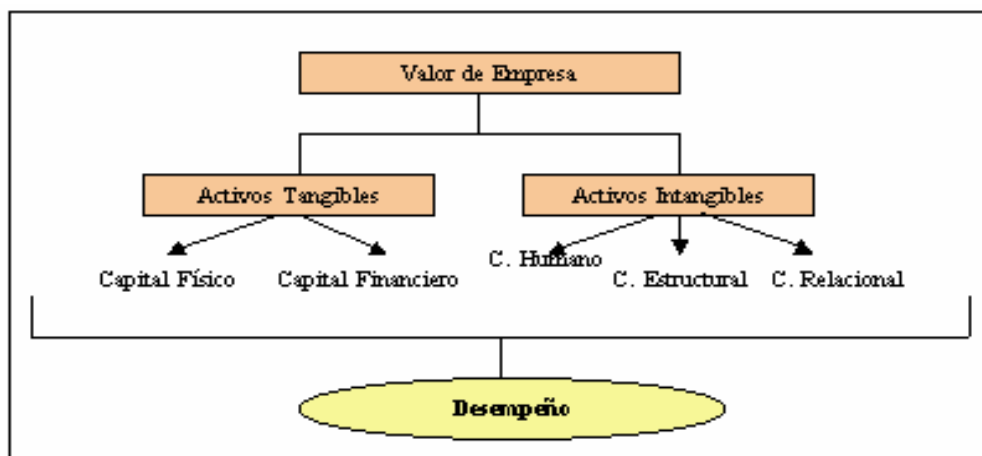 Valor de Empresa
Activos Tangibles
Activos Intangibles
Capital Físico
Capital Financiero
C. Humano
C. Estructural
C. Relacional
Desempeño